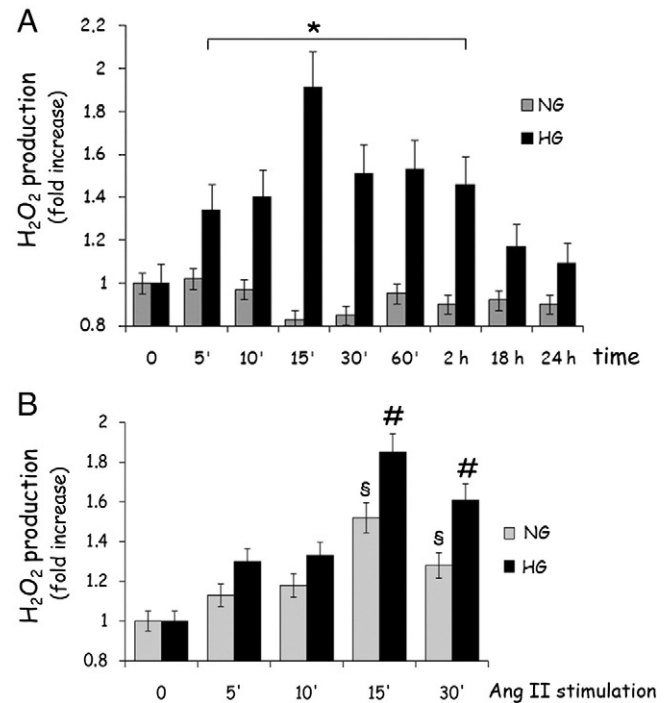 A
*
2.2
2
1.8
1.6
1.4
1.2
1
0.8
H₂O₂ production
(fold increase)
NG
HG
0 5' 10' 15' 30' 60' 2 h 18 h 24 h time
B
2
1.8
1.6
1.4
1.2
1
0.8
H₂O₂ production
(fold increase)
§ # § #
NG
HG
0 5' 10' 15' 30' Ang II stimulation